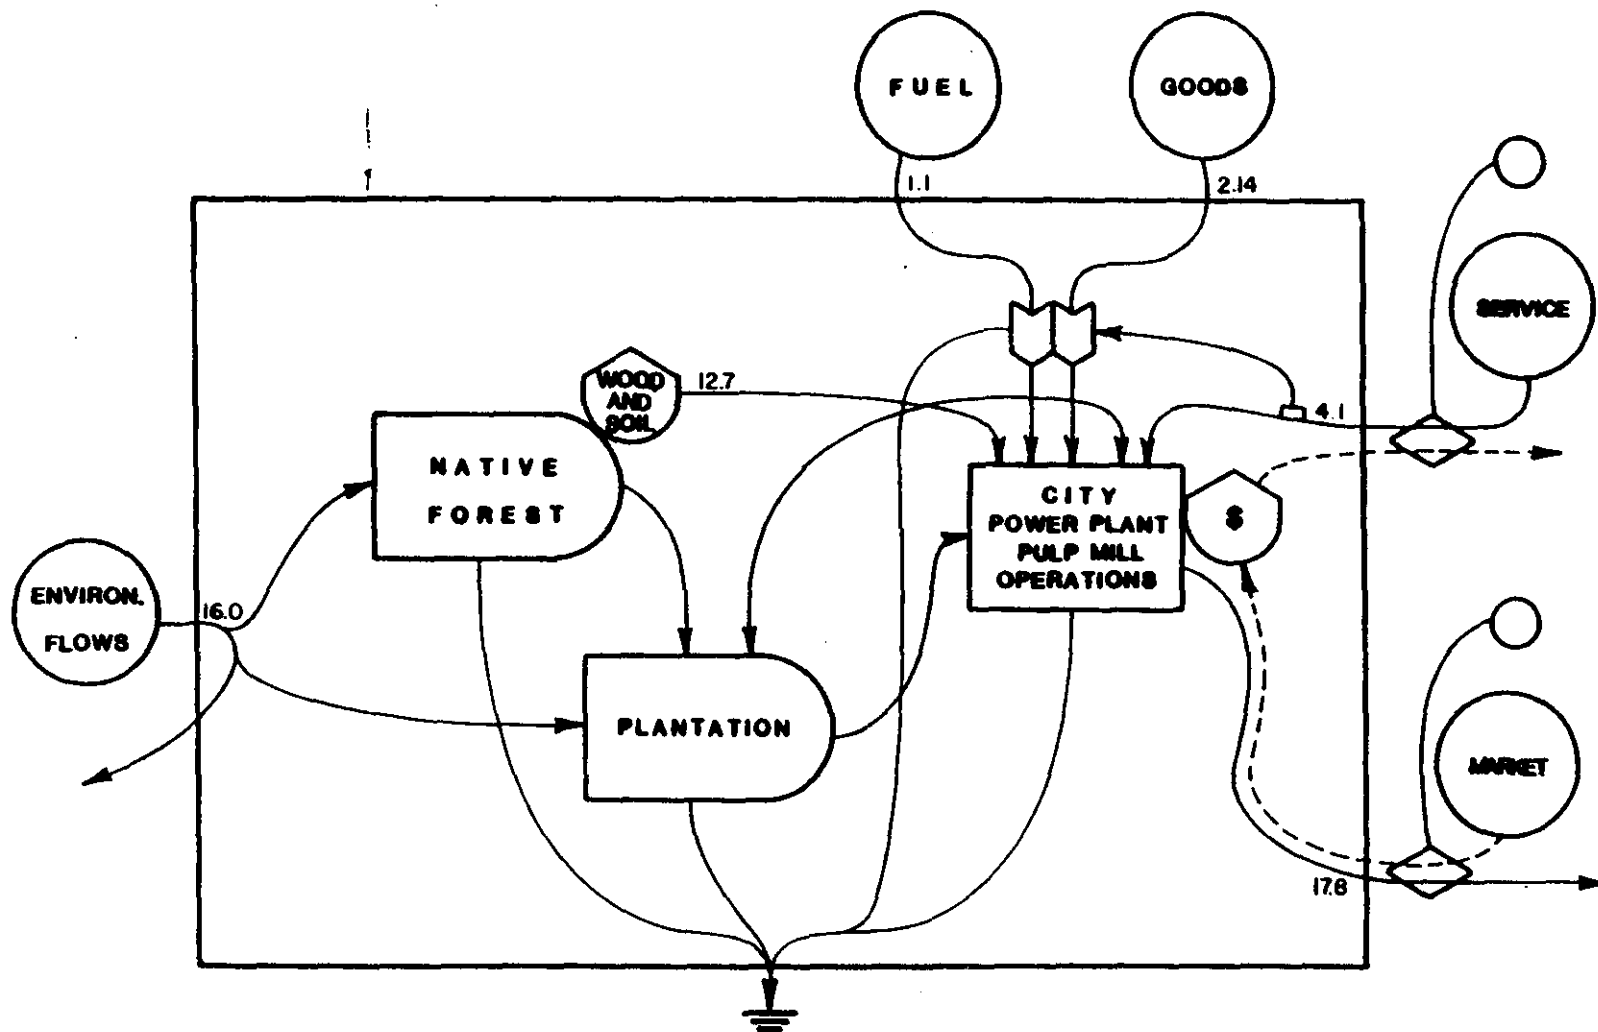 FUEL
GOODS
1.1
2.14
SERVICE
WOOD
AND
SOIL
12.7
4.1
NATIVE
FOREST
CITY
POWER PLANT
PULP MILL
OPERATIONS
$
ENVIRON.
FLOWS
16.0
PLANTATION
MARKET
17.8